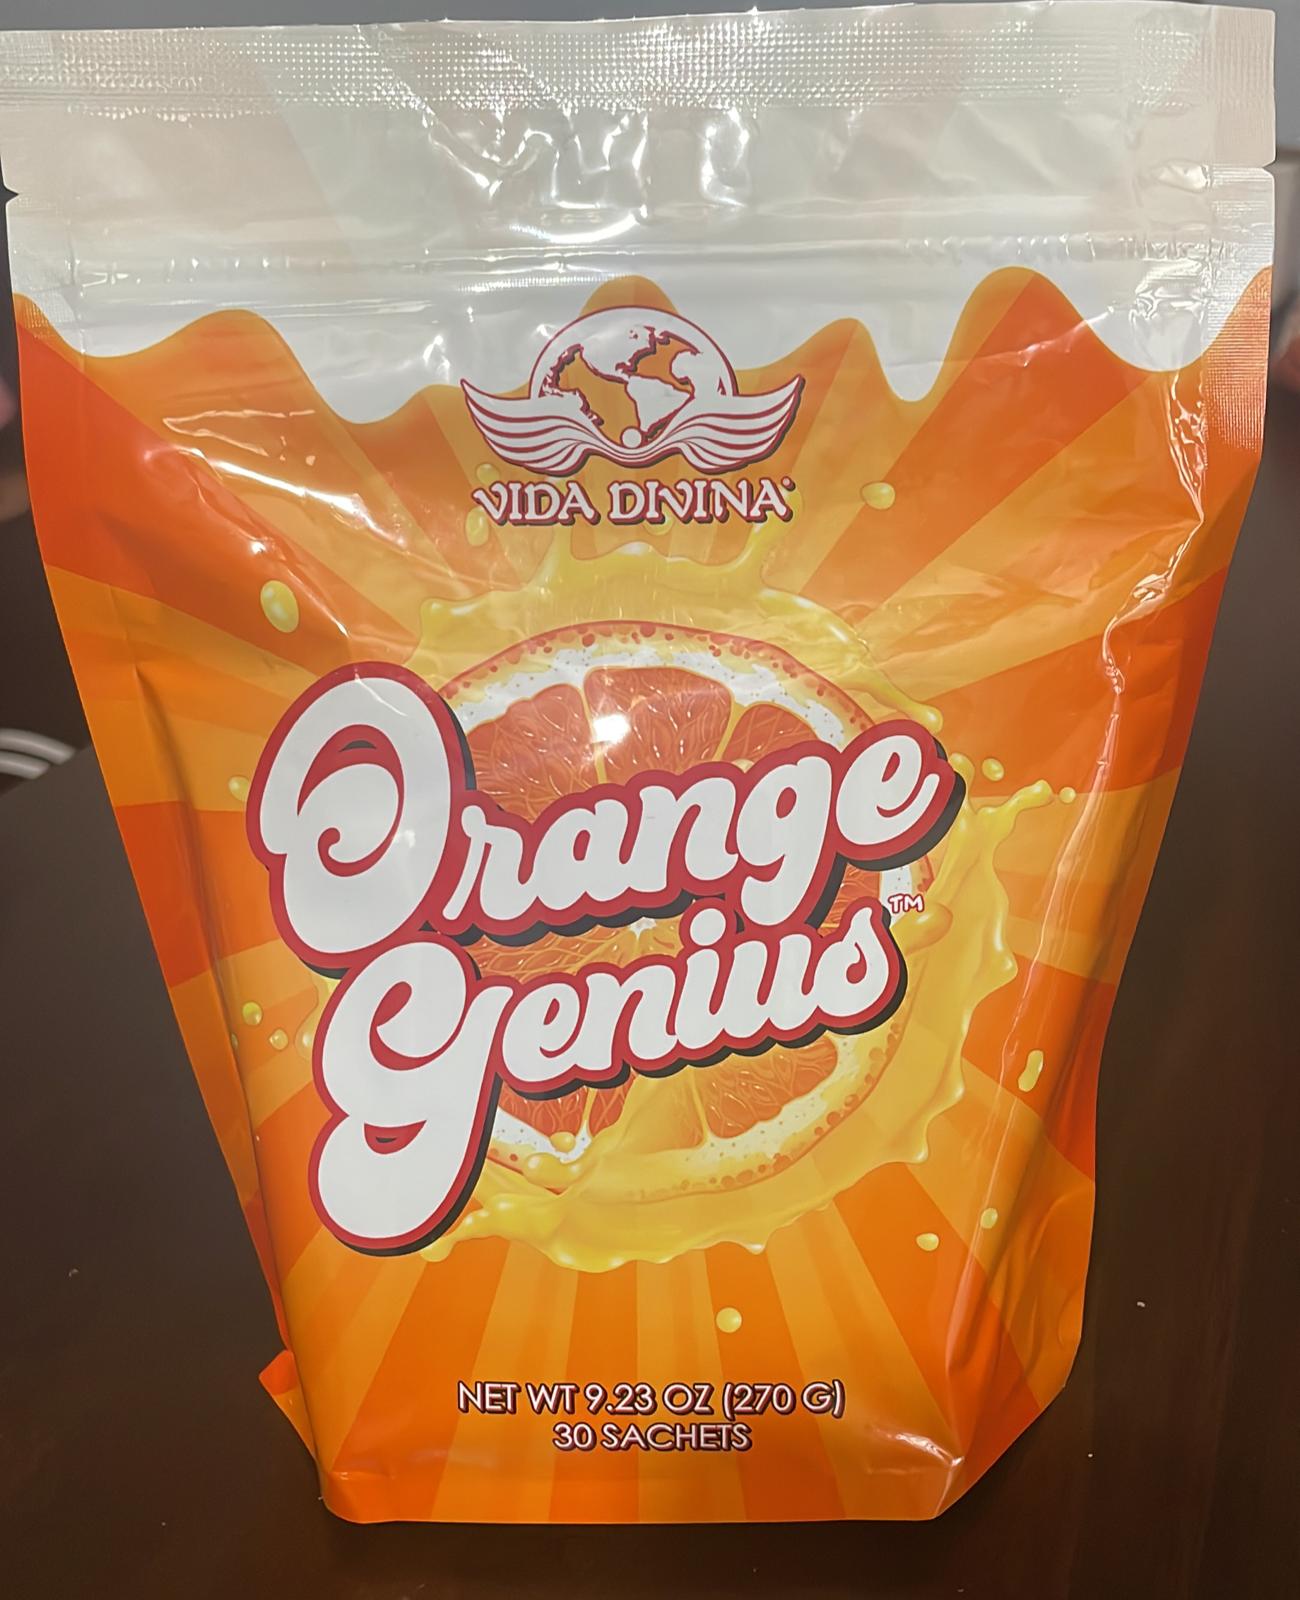 VIDA DIVINA®
Orange
Genius™
NET WT 9.23 OZ (270 G)
30 SACHETS